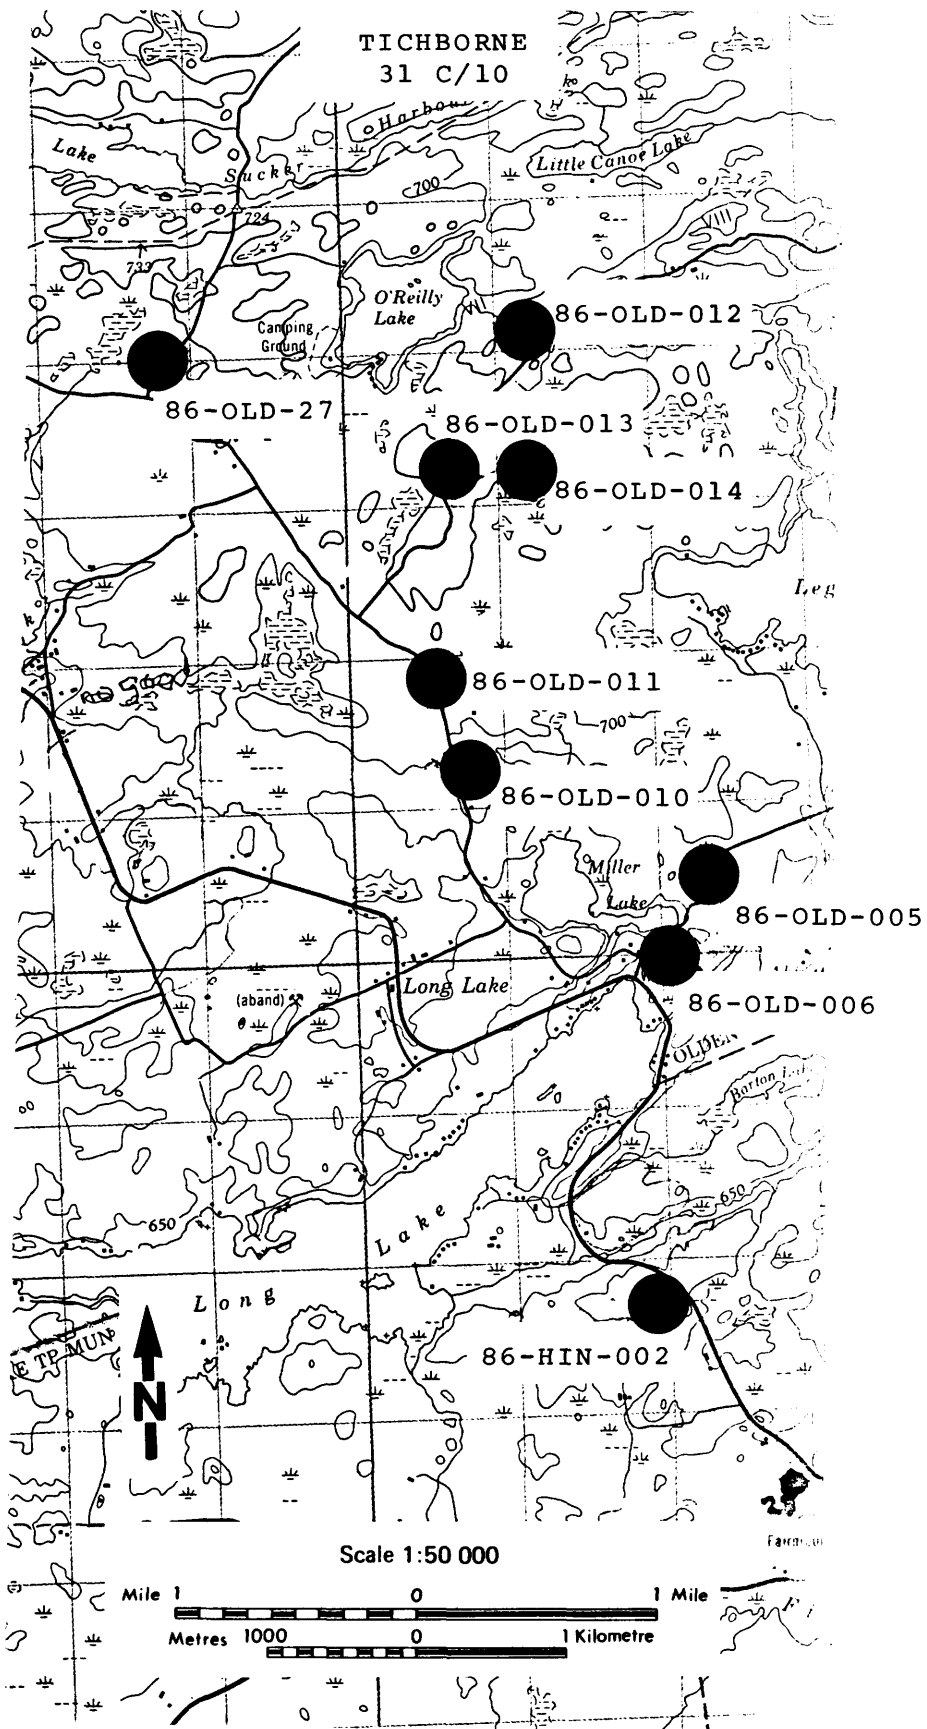 TICHBORNE
31 C/10
Lake
Sucker
Little Canoe Lake
700
724
VIII
733
O'Reilly
Lake
Camping
Ground
86-OLD-012
86-OLD-27
86-OLD-013
86-OLD-014
86-OLD-011
700
86-OLD-010
Miller
Lake
86-OLD-005
(aband)
Long Lake
86-OLD-006
OLDEN
Barton
650
650
Long Lake
E TP MUN
86-HIN-002
N
Scale 1:50 000
Mile 1 0 1 Mile
Metres 1000 0 1 Kilometre